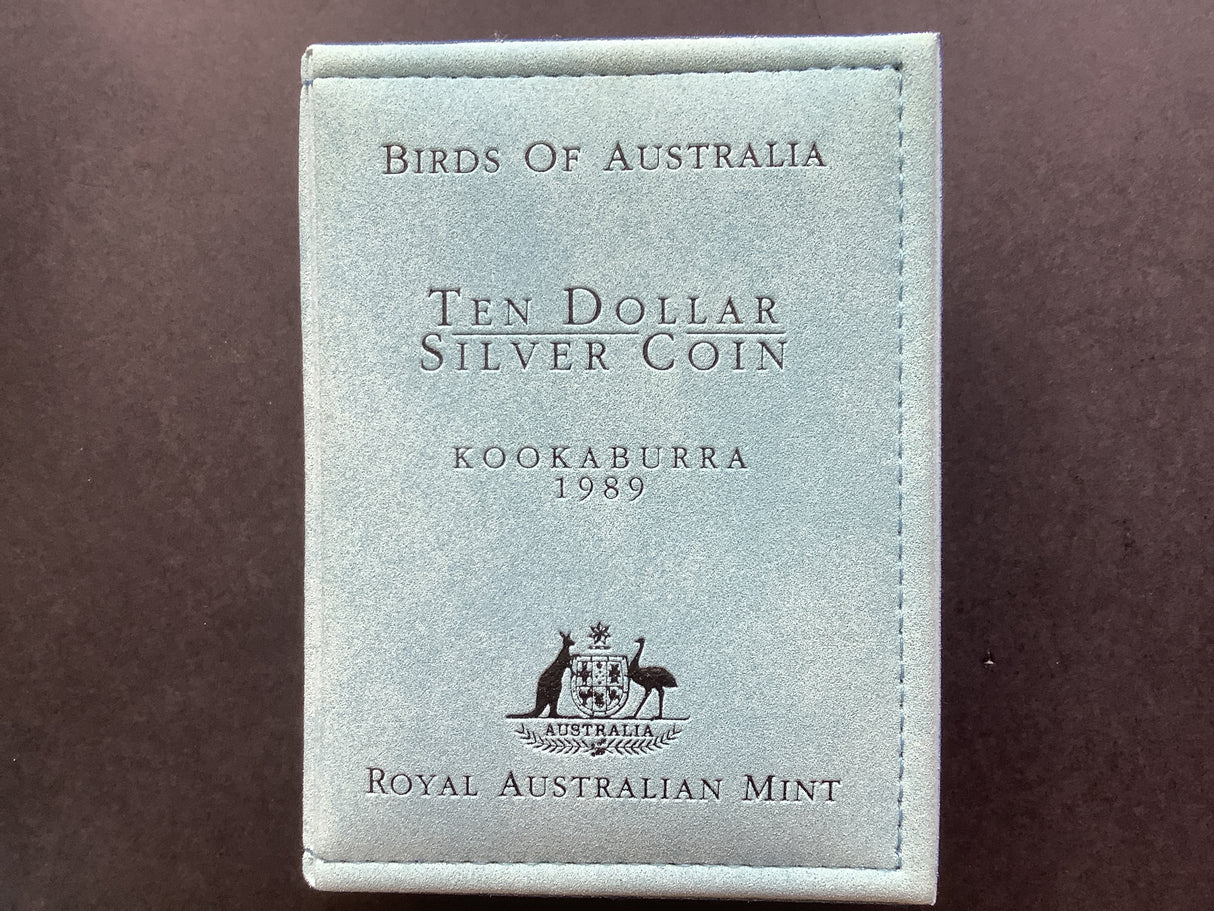 BIRDS OF AUSTRALIA
TEN DOLLAR
SILVER COIN
KOOKABURRA
1989
AUSTRALIA
ROYAL AUSTRALIAN MINT